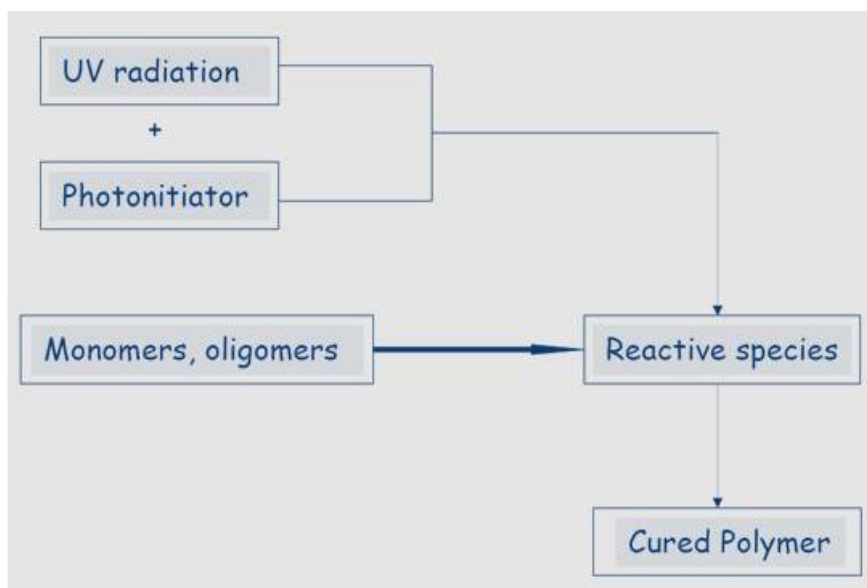 UV radiation
+
Photonitiator
Monomers, oligomers
Reactive species
Cured Polymer